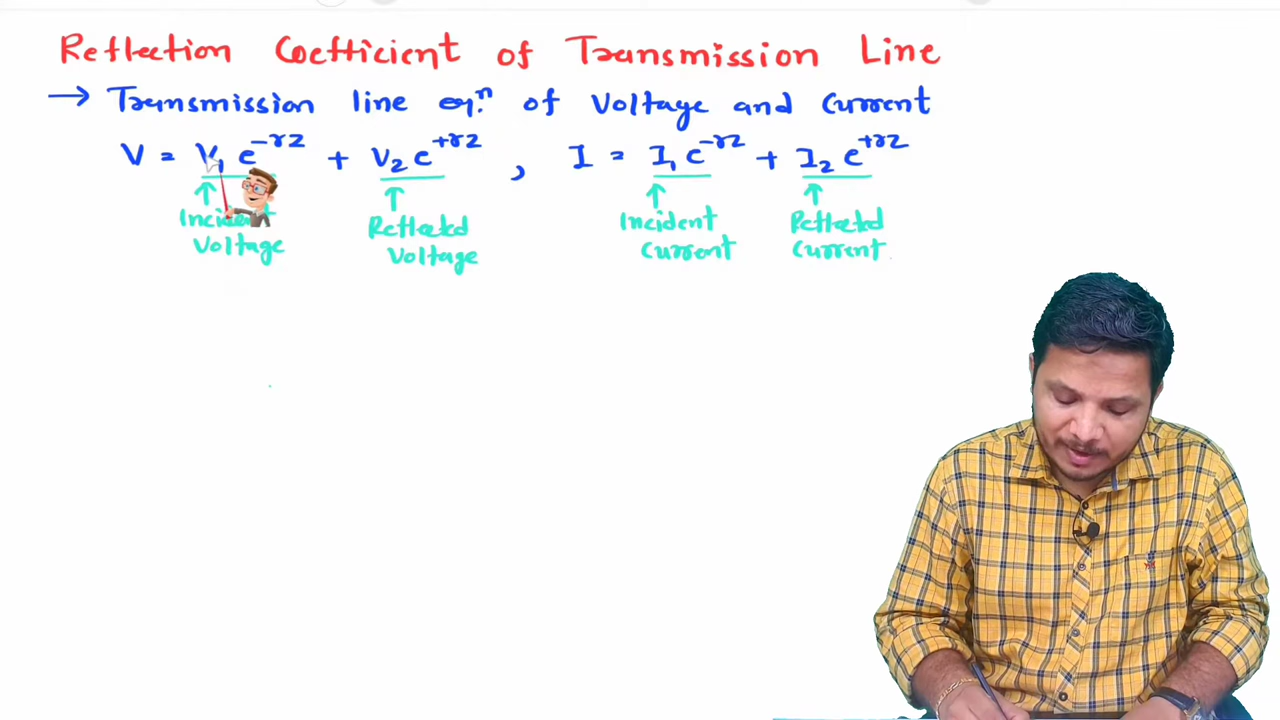 Reflection Coefficient of Transmission Line
→ Transmission line eqⁿ. of Voltage and Current
V = V₁ e^{-γz} + V₂ e^{+γz} , I = I₁ e^{-γz} + I₂ e^{+γz}
↑ ↑ ↑ ↑
Incident Reflected Incident Reflected
Voltage Voltage Current Current